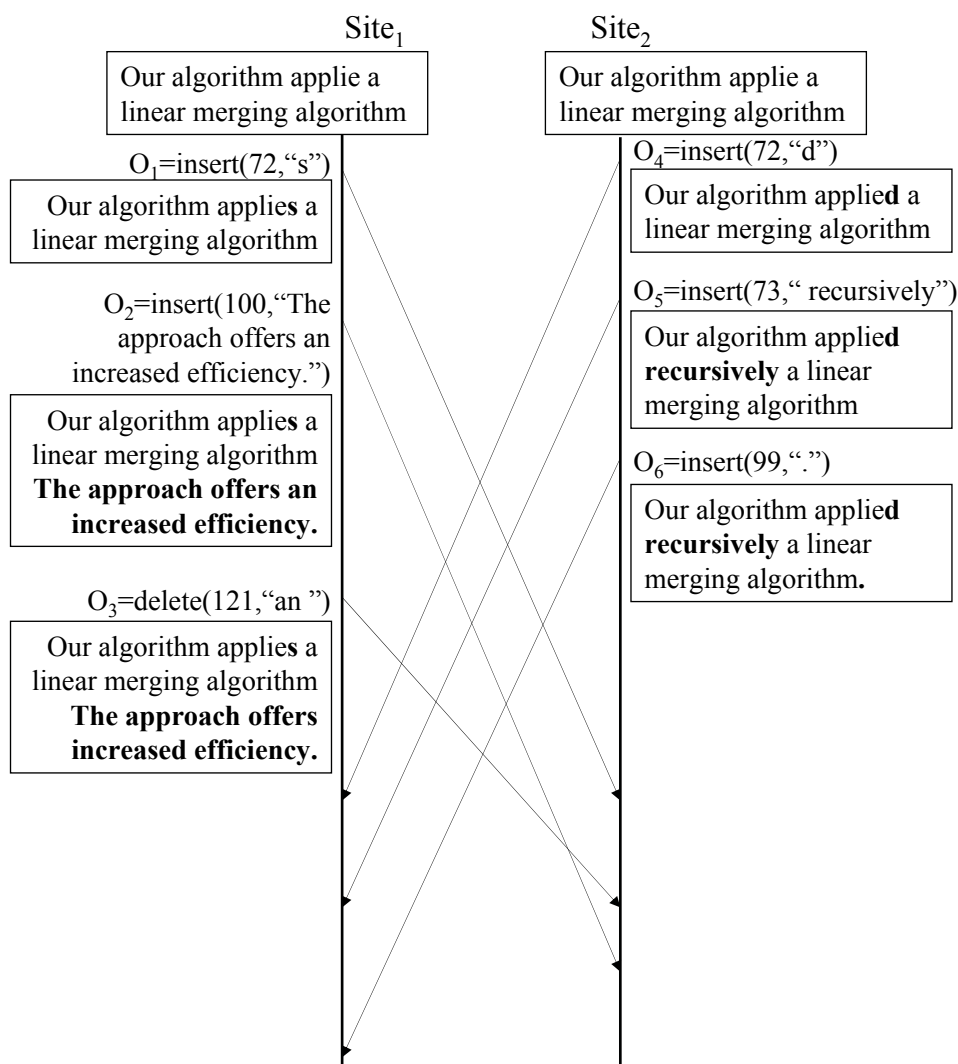 Site1
Our algorithm applie a
linear merging algorithm
O1=insert(72,“s”)
Our algorithm applies a
linear merging algorithm
O2=insert(100,“The
approach offers an
increased efficiency.”)
Our algorithm applies a
linear merging algorithm
The approach offers an
increased efficiency.
O3=delete(121,“an ”)
Our algorithm applies a
linear merging algorithm
The approach offers
increased efficiency.
Site2
Our algorithm applie a
linear merging algorithm
O4=insert(72,“d”)
Our algorithm applied a
linear merging algorithm
O5=insert(73,“ recursively”)
Our algorithm applied
recursively a linear
merging algorithm
O6=insert(99,“.”)
Our algorithm applied
recursively a linear
merging algorithm.